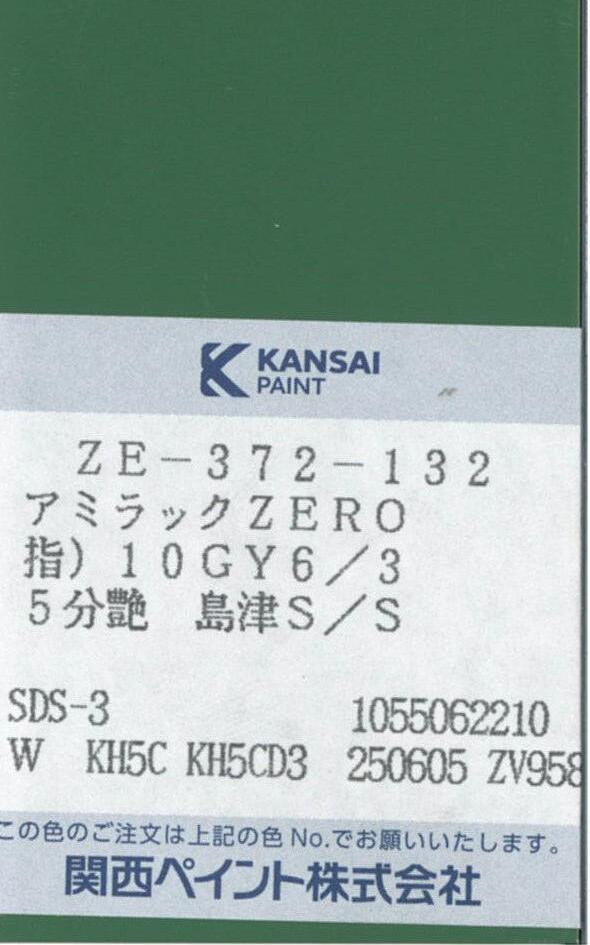 KANSAI
PAINT
ZE-372-132
アミラックZERO
指)10GY6/3
5分艶 島津S/S
SDS-3 1055062210
W KH5C KH5CD3 250605 ZV958
この色のご注文は上記の色 No.でお願いいたします。
関西ペイント株式会社